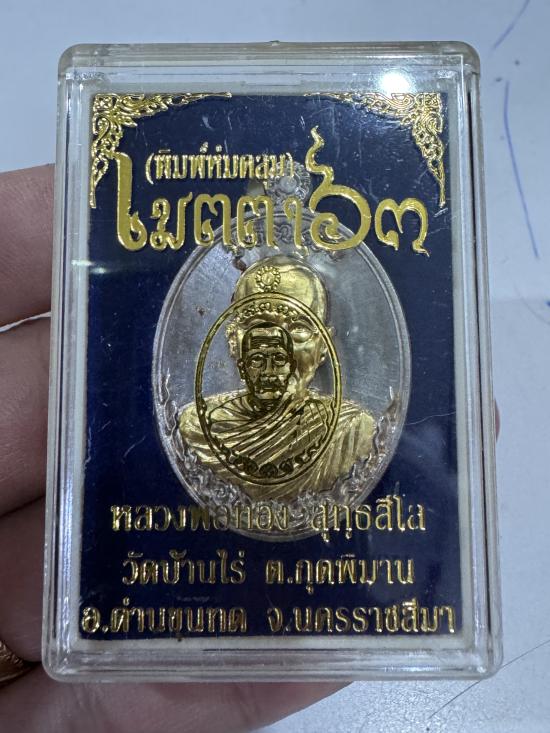 (พิมพ์ห่มคลุม)
เมตตา๖๓
หลวงพ่อทอง สุทธสีโล
วัดบ้านไร่ ต.กุดพิมาน
อ.ด่านขุนทด จ.นครราชสีมา